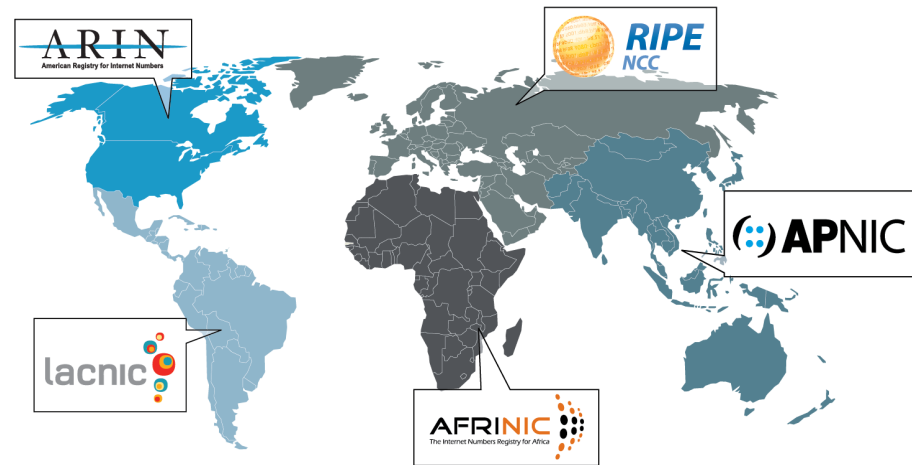 ARIN
American Registry for Internet Numbers
RIPE
NCC
APNIC
lacnic
AFRINIC
The Internet Numbers Registry for Africa